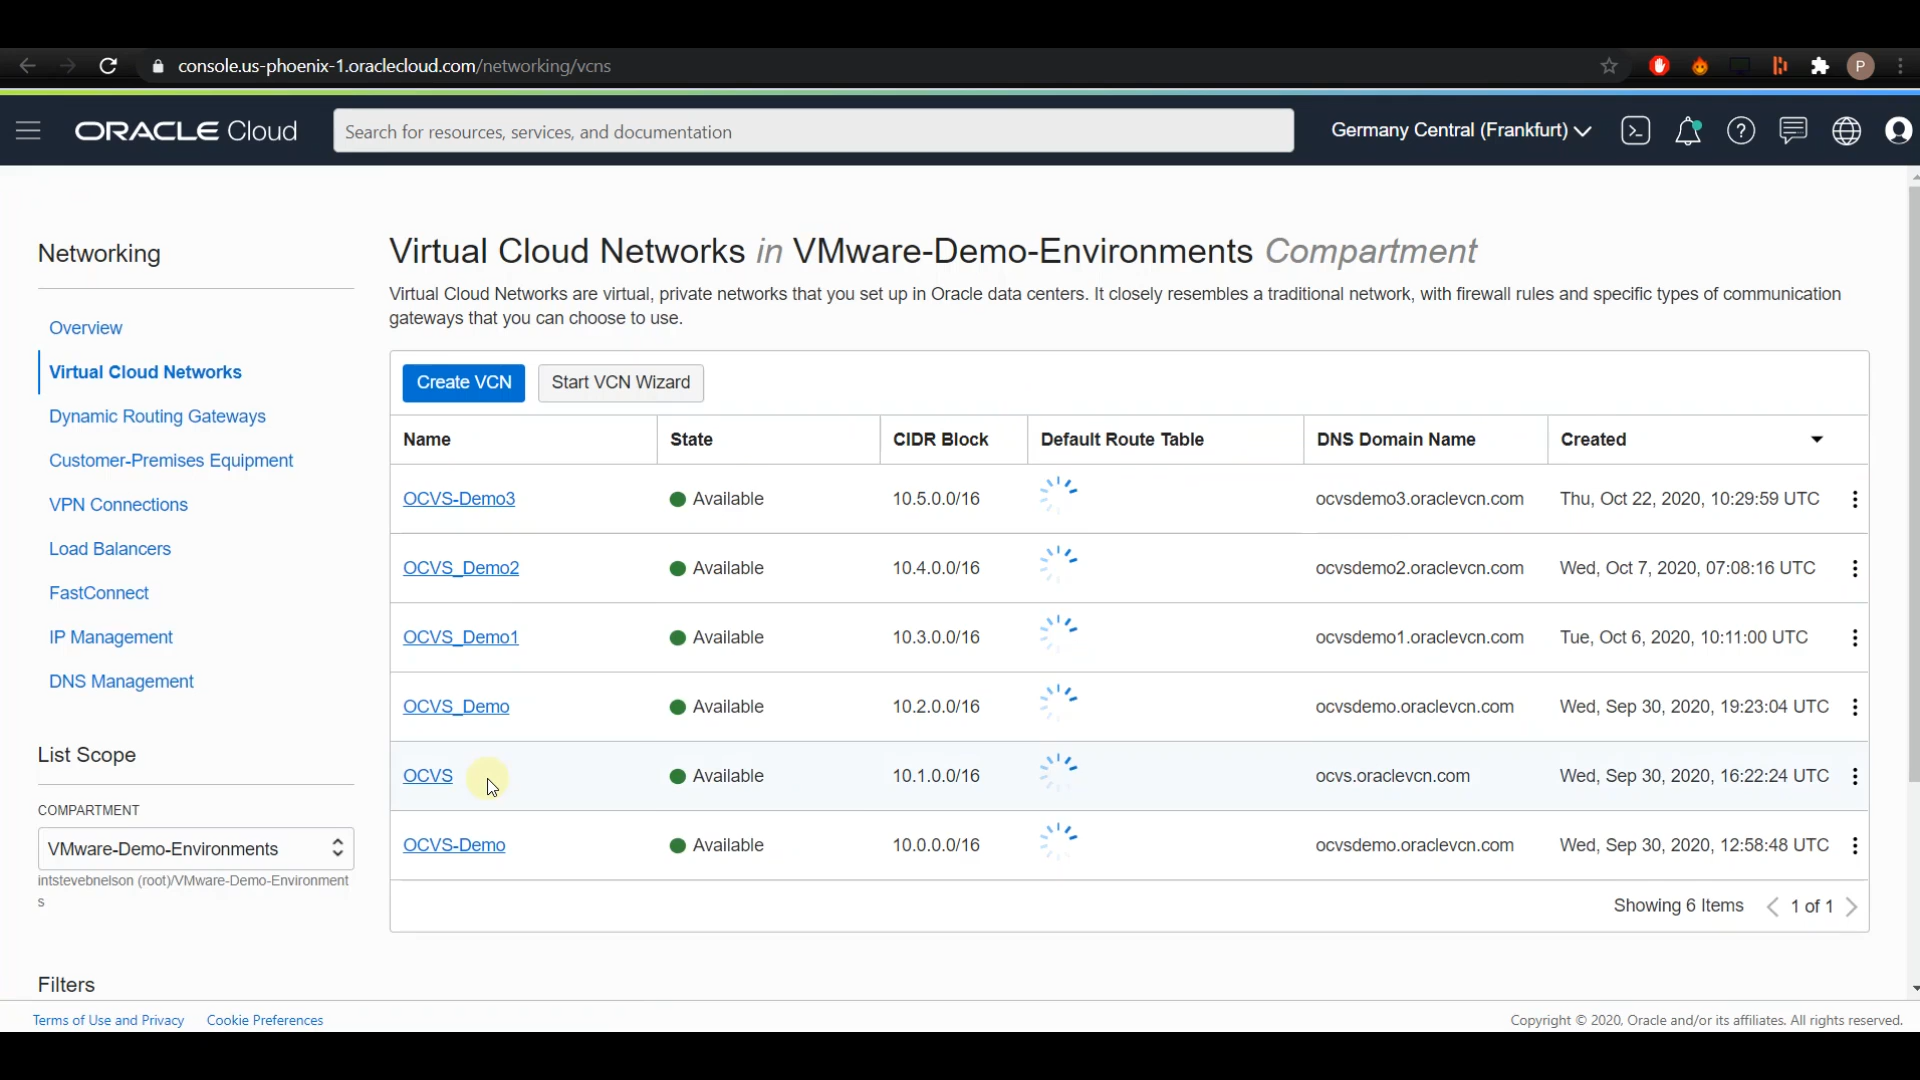 console.us-phoenix-1.oraclecloud.com/networking/vcns
P
ORACLE Cloud
Search for resources, services, and documentation
Germany Central (Frankfurt)
Networking
Overview
Virtual Cloud Networks
Dynamic Routing Gateways
Customer-Premises Equipment
VPN Connections
Load Balancers
FastConnect
IP Management
DNS Management
List Scope
COMPARTMENT
VMware-Demo-Environments
intstevebnelson (root)/VMware-Demo-Environment
s
Filters
Virtual Cloud Networks in VMware-Demo-Environments Compartment
Virtual Cloud Networks are virtual, private networks that you set up in Oracle data centers. It closely resembles a traditional network, with firewall rules and specific types of communication
gateways that you can choose to use.
Create VCN Start VCN Wizard
Name State CIDR Block Default Route Table DNS Domain Name Created
OCVS-Demo3 Available 10.5.0.0/16 ocvsdemo3.oraclevcn.com Thu, Oct 22, 2020, 10:29:59 UTC
OCVS_Demo2 Available 10.4.0.0/16 ocvsdemo2.oraclevcn.com Wed, Oct 7, 2020, 07:08:16 UTC
OCVS_Demo1 Available 10.3.0.0/16 ocvsdemo1.oraclevcn.com Tue, Oct 6, 2020, 10:11:00 UTC
OCVS_Demo Available 10.2.0.0/16 ocvsdemo.oraclevcn.com Wed, Sep 30, 2020, 19:23:04 UTC
OCVS Available 10.1.0.0/16 ocvs.oraclevcn.com Wed, Sep 30, 2020, 16:22:24 UTC
OCVS-Demo Available 10.0.0.0/16 ocvsdemo.oraclevcn.com Wed, Sep 30, 2020, 12:58:48 UTC
Showing 6 Items 1 of 1
Terms of Use and Privacy Cookie Preferences
Copyright © 2020, Oracle and/or its affiliates. All rights reserved.